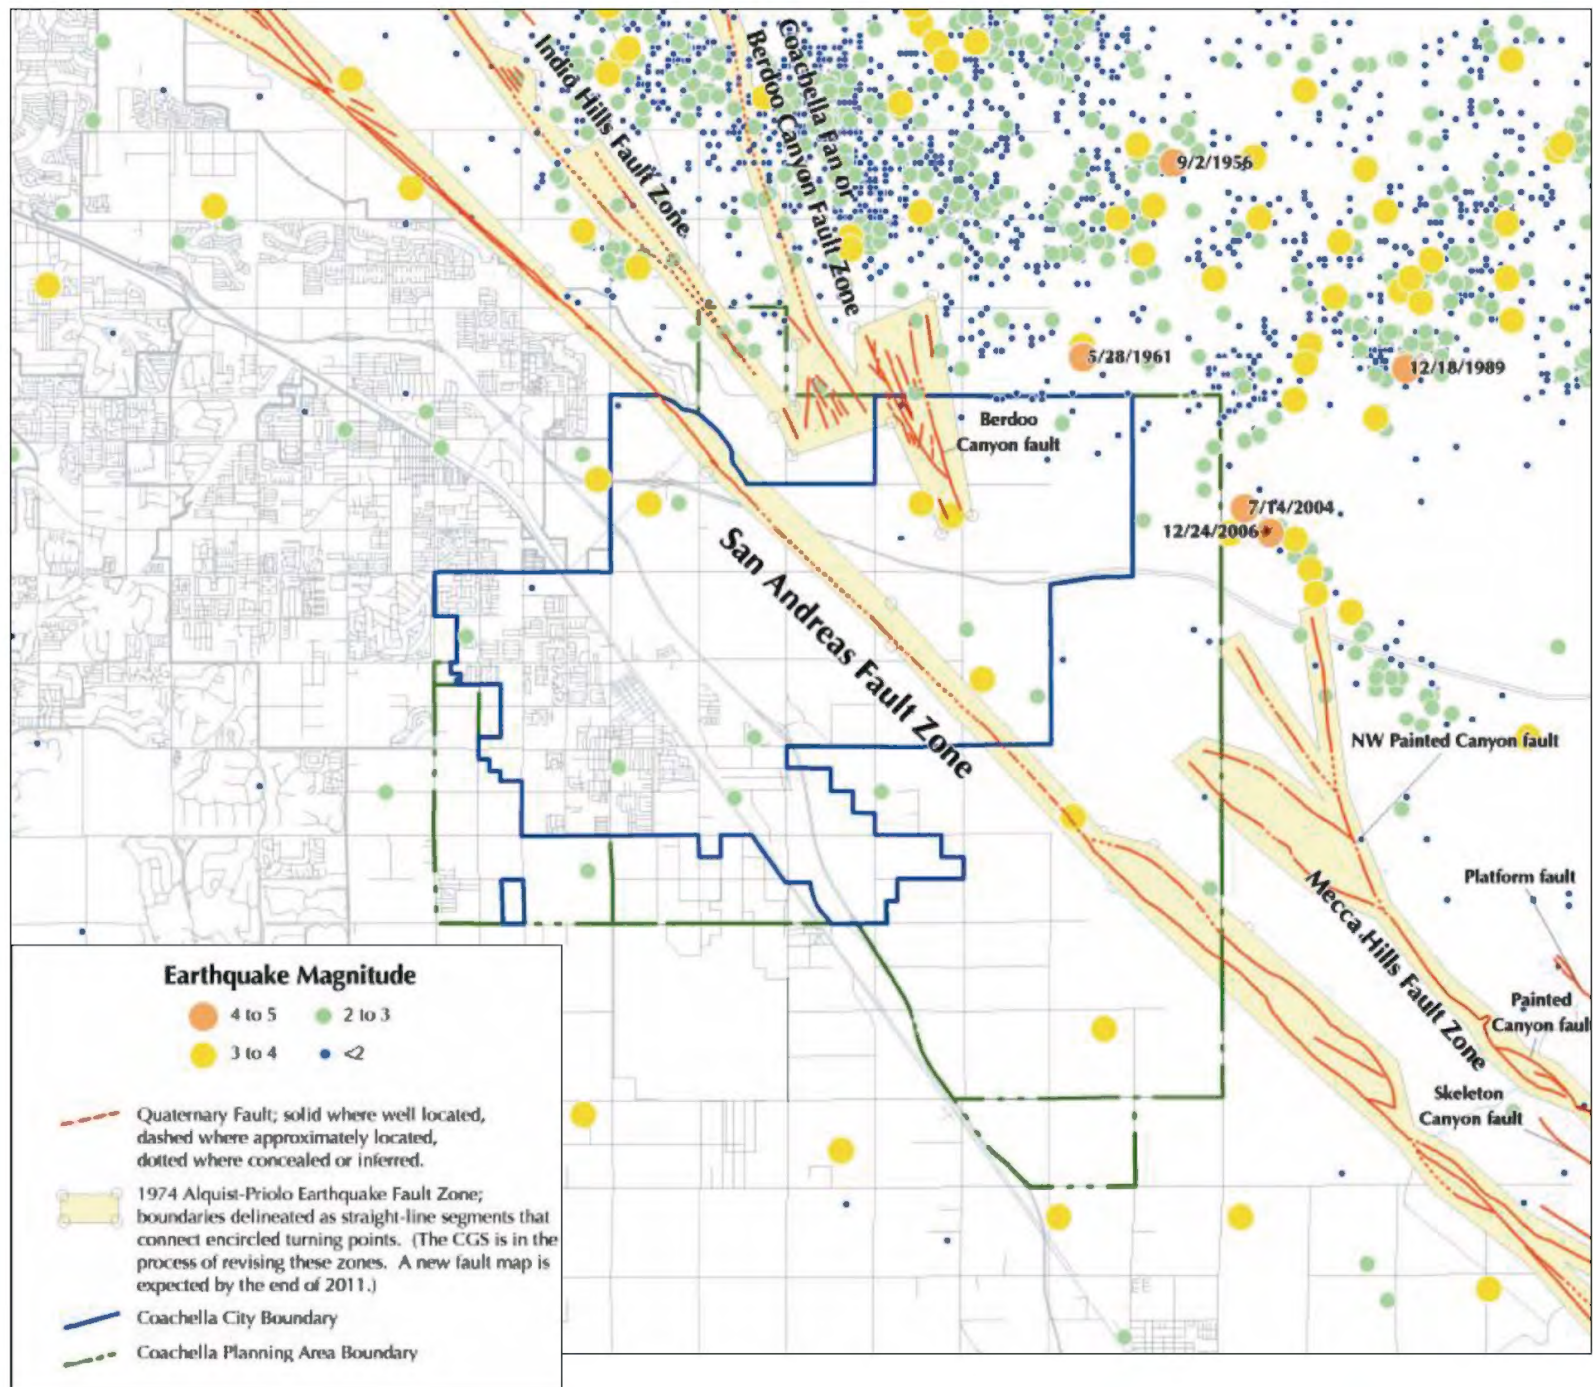 Indio Hills Fault Zone
Coachella Fan or
Berdoo Canyon Fault Zone
9/2/1956
5/28/1961
12/18/1989
Berdoo
Canyon fault
7/14/2004
12/24/2006
San Andreas Fault Zone
NW Painted Canyon fault
Platform fault
Mecca Hills Fault Zone
Painted
Canyon faul
Skeleton
Canyon fault
Earthquake Magnitude
4 to 5
2 to 3
3 to 4
<2
Quaternary Fault; solid where well located,
dashed where approximately located,
dotted where concealed or inferred.
1974 Alquist-Priolo Earthquake Fault Zone;
boundaries delineated as straight-line segments that
connect encircled turning points. (The CGS is in the
process of revising these zones. A new fault map is
expected by the end of 2011.)
Coachella City Boundary
Coachella Planning Area Boundary